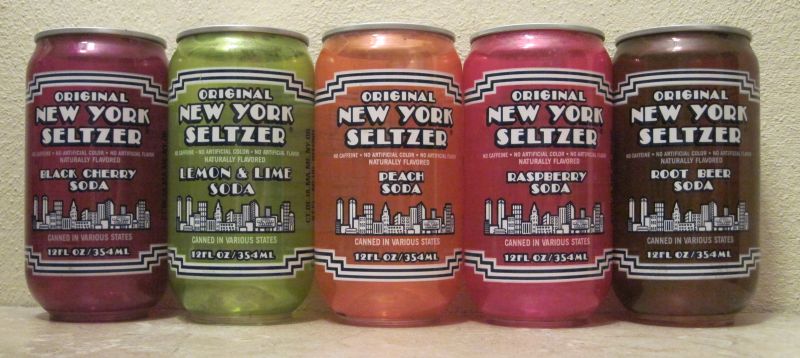 ORIGINAL
NEW YORK
SELTZER
NO CAFFEINE • NO ARTIFICIAL COLOR • NO ARTIFICIAL FLAVOR
NATURALLY FLAVORED
BLACK CHERRY
SODA
CANNED IN VARIOUS STATES
12FL OZ/354ML
ORIGINAL
NEW YORK
SELTZER
NO CAFFEINE • NO ARTIFICIAL COLOR • NO ARTIFICIAL FLAVOR
NATURALLY FLAVORED
LEMON & LIME
SODA
CANNED IN VARIOUS STATES
12FL OZ/354ML
ORIGINAL
NEW YORK
SELTZER
NO CAFFEINE • NO ARTIFICIAL COLOR • NO ARTIFICIAL FLAVOR
NATURALLY FLAVORED
PEACH
SODA
CANNED IN VARIOUS STATES
12FL OZ/354ML
ORIGINAL
NEW YORK
SELTZER
NO CAFFEINE • NO ARTIFICIAL COLOR • NO ARTIFICIAL FLAVOR
NATURALLY FLAVORED
RASPBERRY
SODA
CANNED IN VARIOUS STATES
12FL OZ/354ML
ORIGINAL
NEW YORK
SELTZER
NO CAFFEINE • NO ARTIFICIAL COLOR • NO ARTIFICIAL FLAVOR
NATURALLY FLAVORED
ROOT BEER
SODA
CANNED IN VARIOUS STATES
12FL OZ/354ML